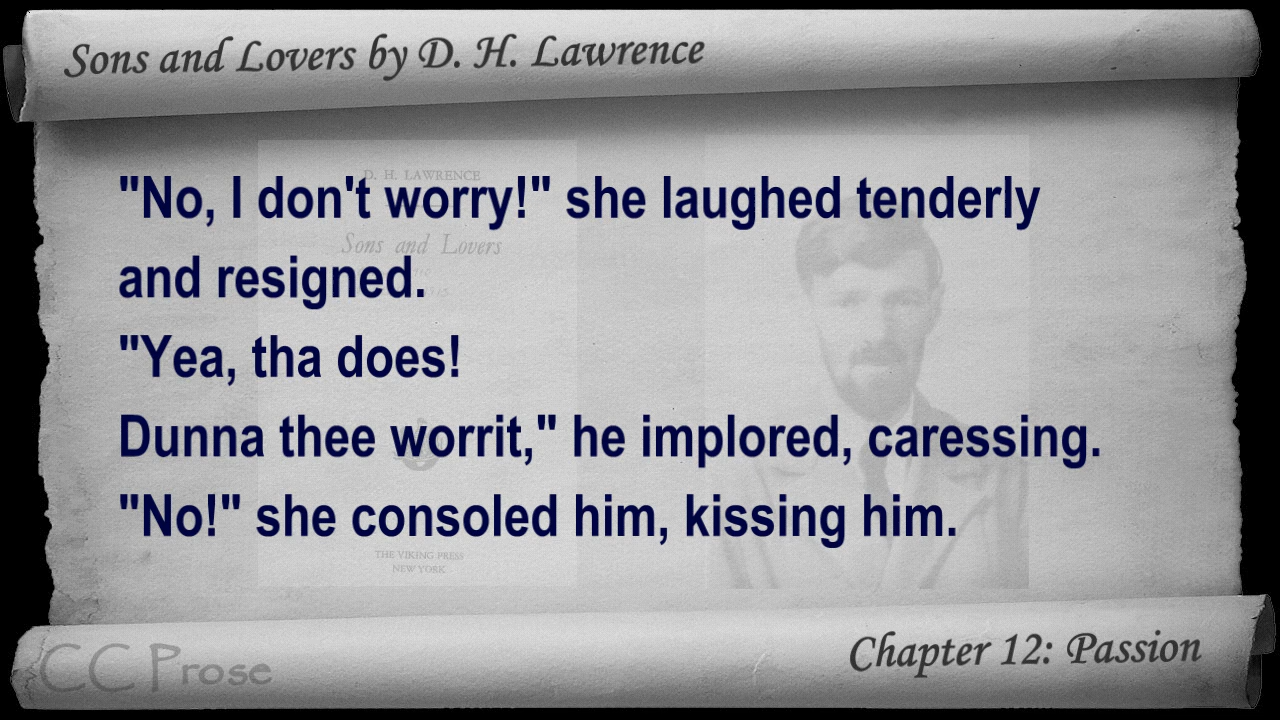 Sons and Lovers by D. H. Lawrence
D. H. LAWRENCE
"No, I don't worry!" she laughed tenderly
Sons and Lovers
and resigned.
"Yea, tha does!
Dunna thee worrit," he implored, caressing.
"No!" she consoled him, kissing him.
THE VIKING PRESS
NEW YORK
CC Prose
Chapter 12: Passion